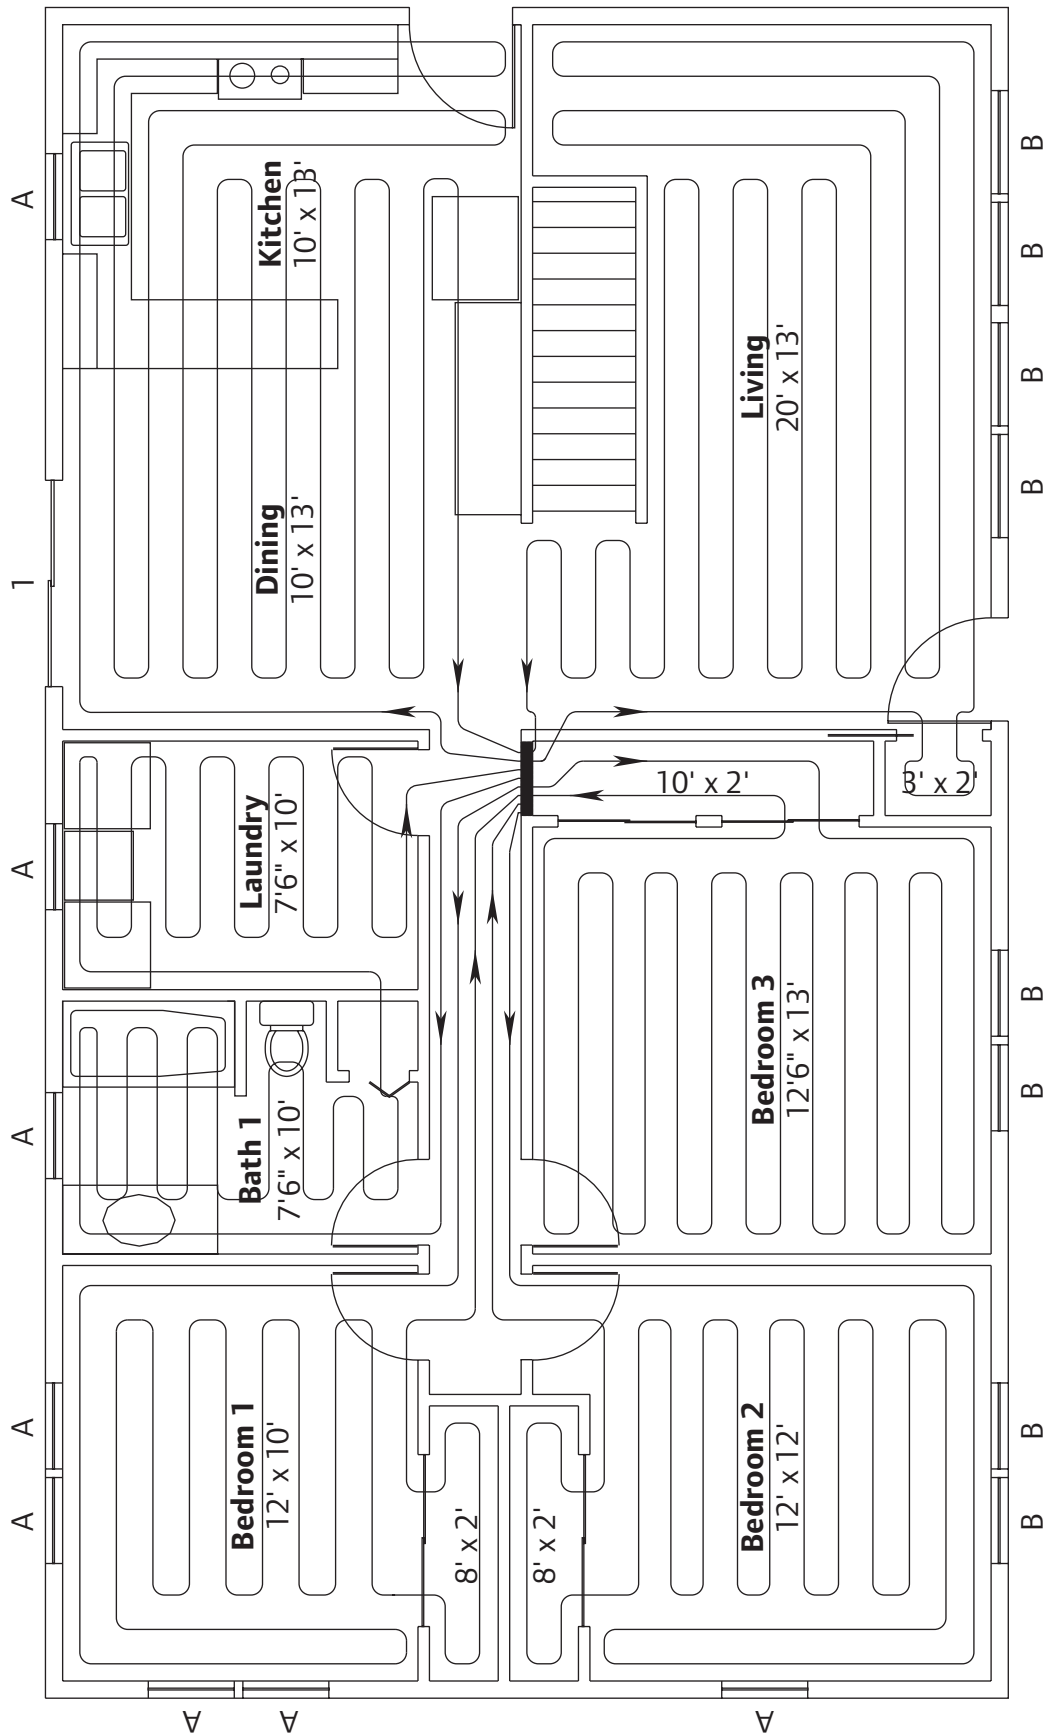 A
1
A
A
A
A
Kitchen
10' x 13'
Dining
10' x 13'
Living
20' x 13'
Laundry
7'6" x 10'
10' x 2'
3' x 2'
Bath 1
7'6" x 10'
Bedroom 3
12'6" x 13'
Bedroom 1
12' x 10'
8' x 2'
8' x 2'
Bedroom 2
12' x 12'
B
B
B
B
B
B
B
B
A
A
A